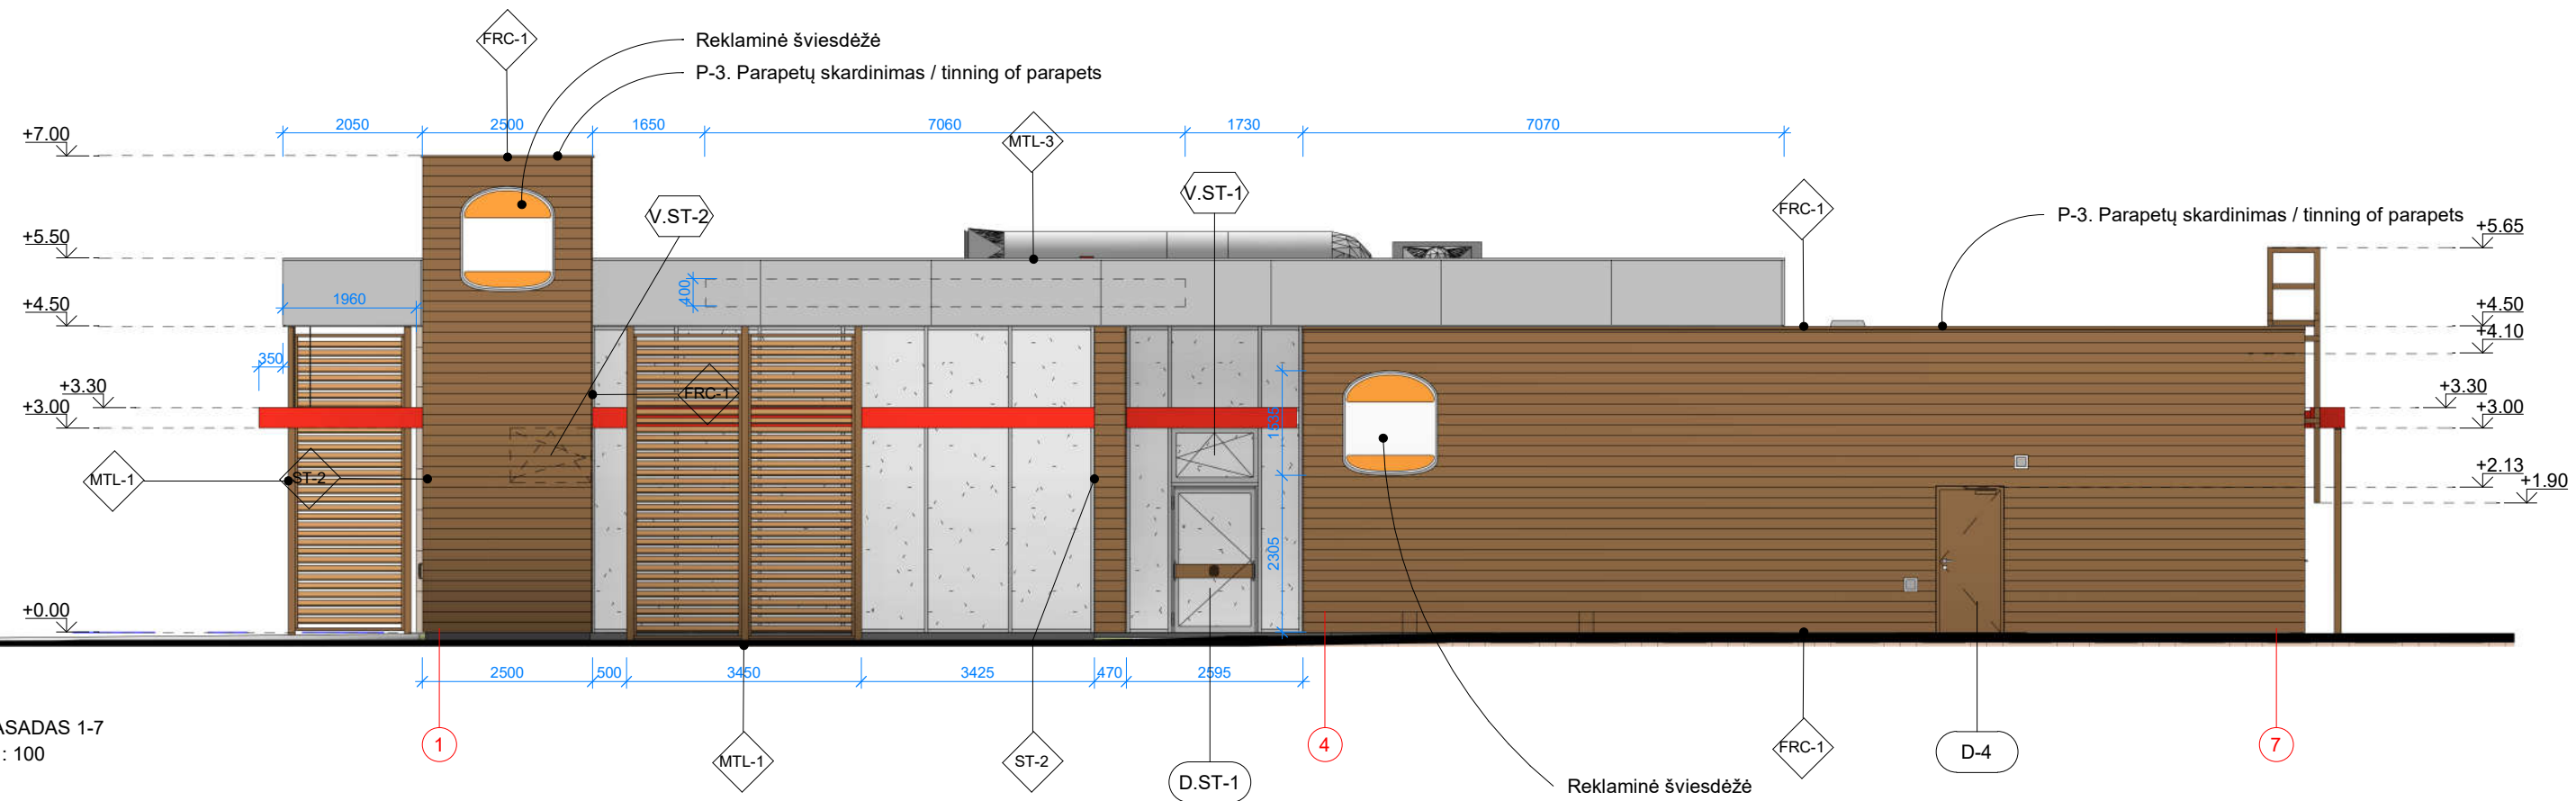 FRC-1
Reklaminė šviesdėžė
P-3. Parapetų skardinimas / tinning of parapets
2050
2500
1650
7060
1730
7070
+7.00
MTL-3
V.ST-2
V.ST-1
FRC-1
P-3. Parapetų skardinimas / tinning of parapets
+5.50
+5.65
1960
400
+4.50
+4.50
+4.10
350
+3.30
FRC-1
+3.30
+3.00
1535
+3.00
MTL-1
ST-2
+2.13
+1.90
2305
+0.00
2500
500
3450
3425
470
2595
ASADAS 1-7
: 100
1
MTL-1
ST-2
D.ST-1
4
FRC-1
D-4
7
Reklaminė šviesdėžė